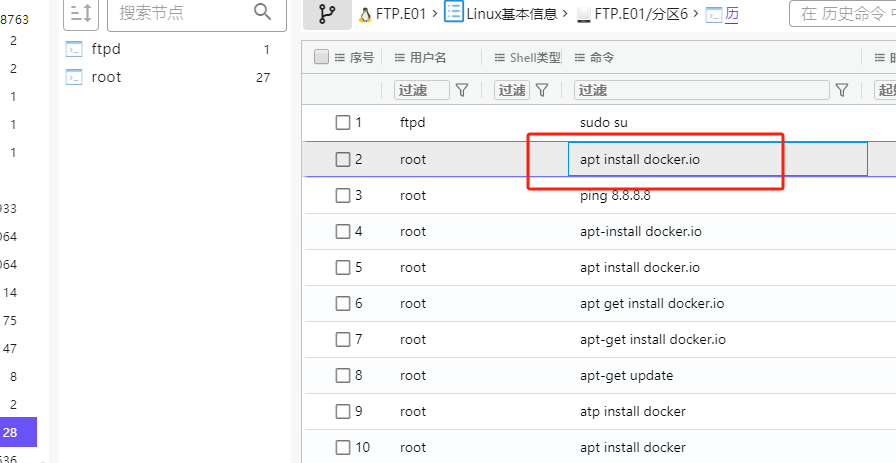 8763
2
2
1
1
1
933
064
064
14
75
47
8
2
28
搜索节点
ftpd 1
root 27
FTP.E01 › Linux基本信息 › FTP.E01/分区6 › 历
在 历史命令 中
序号 用户名 Shell类型 命令
过滤 过滤 过滤 起始
1 ftpd sudo su
2 root apt install docker.io
3 root ping 8.8.8.8
4 root apt-install docker.io
5 root apt install docker.io
6 root apt get install docker.io
7 root apt-get install docker.io
8 root apt-get update
9 root atp install docker
10 root apt install docker